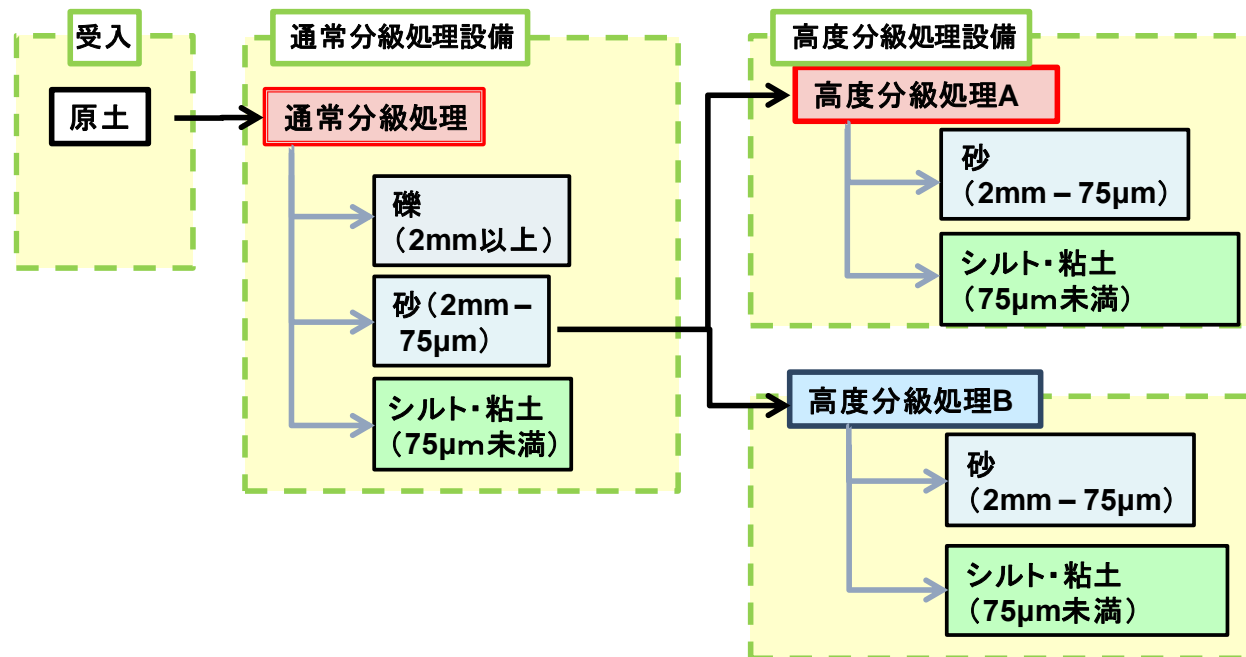 受入
原土
通常分級処理設備
通常分級処理
礫
（2mm以上）
砂（2mm –
75μm）
シルト・粘土
（75μｍ未満）
高度分級処理設備
高度分級処理A
砂
（2mm – 75μm）
シルト・粘土
（75μｍ未満）
高度分級処理B
砂
（2mm – 75μm）
シルト・粘土
（75μm未満）